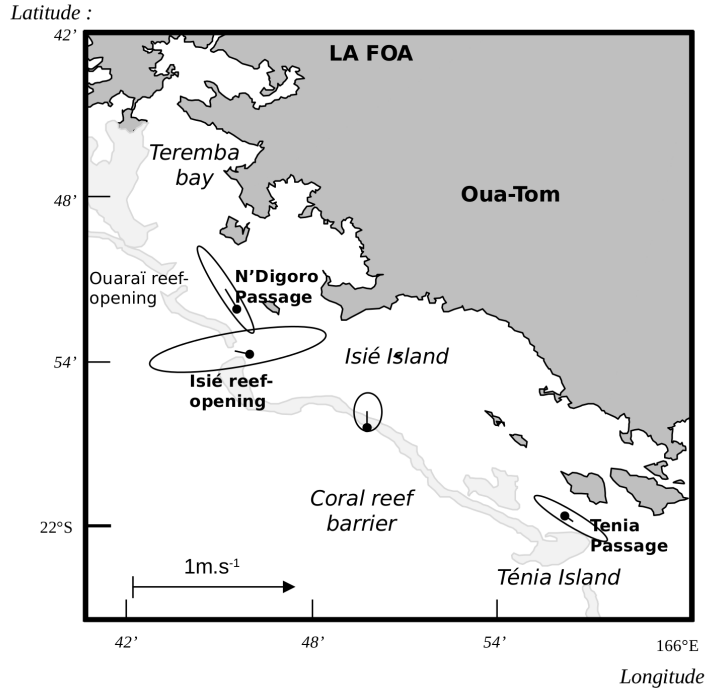 Latitude :
42’
LA FOA
Teremba
bay
48’
Oua-Tom
Ouaraï reef-
opening
N’Digoro
Passage
54’
Isié Island
Isié reef-
opening
Coral reef
barrier
22°S
Tenia
Passage
1m.s-1
Ténia Island
42’
48’
54’
166°E
Longitude